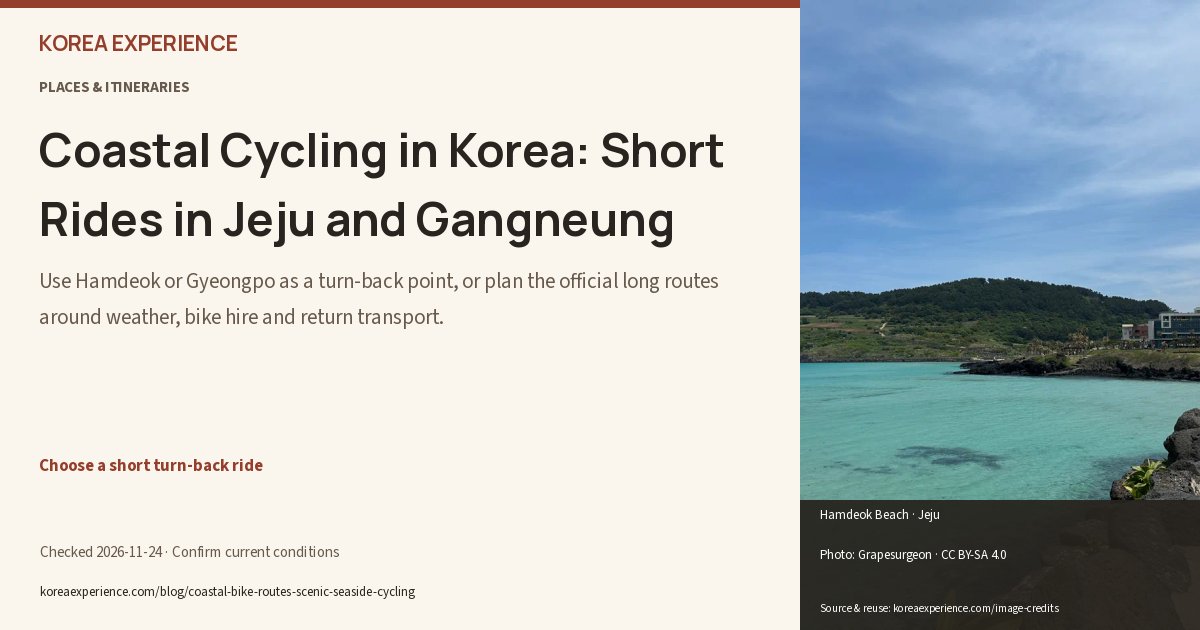 KOREA EXPERIENCE
PLACES & ITINERARIES
Coastal Cycling in Korea: Short
Rides in Jeju and Gangneung
Use Hamdeok or Gyeongpo as a turn-back point, or plan the official long routes
around weather, bike hire and return transport.
Choose a short turn-back ride
Checked 2026-11-24 · Confirm current conditions
koreaexperience.com/blog/coastal-bike-routes-scenic-seaside-cycling
Hamdeok Beach · Jeju
Photo: Grapesurgeon · CC BY-SA 4.0
Source & reuse: koreaexperience.com/image-credits